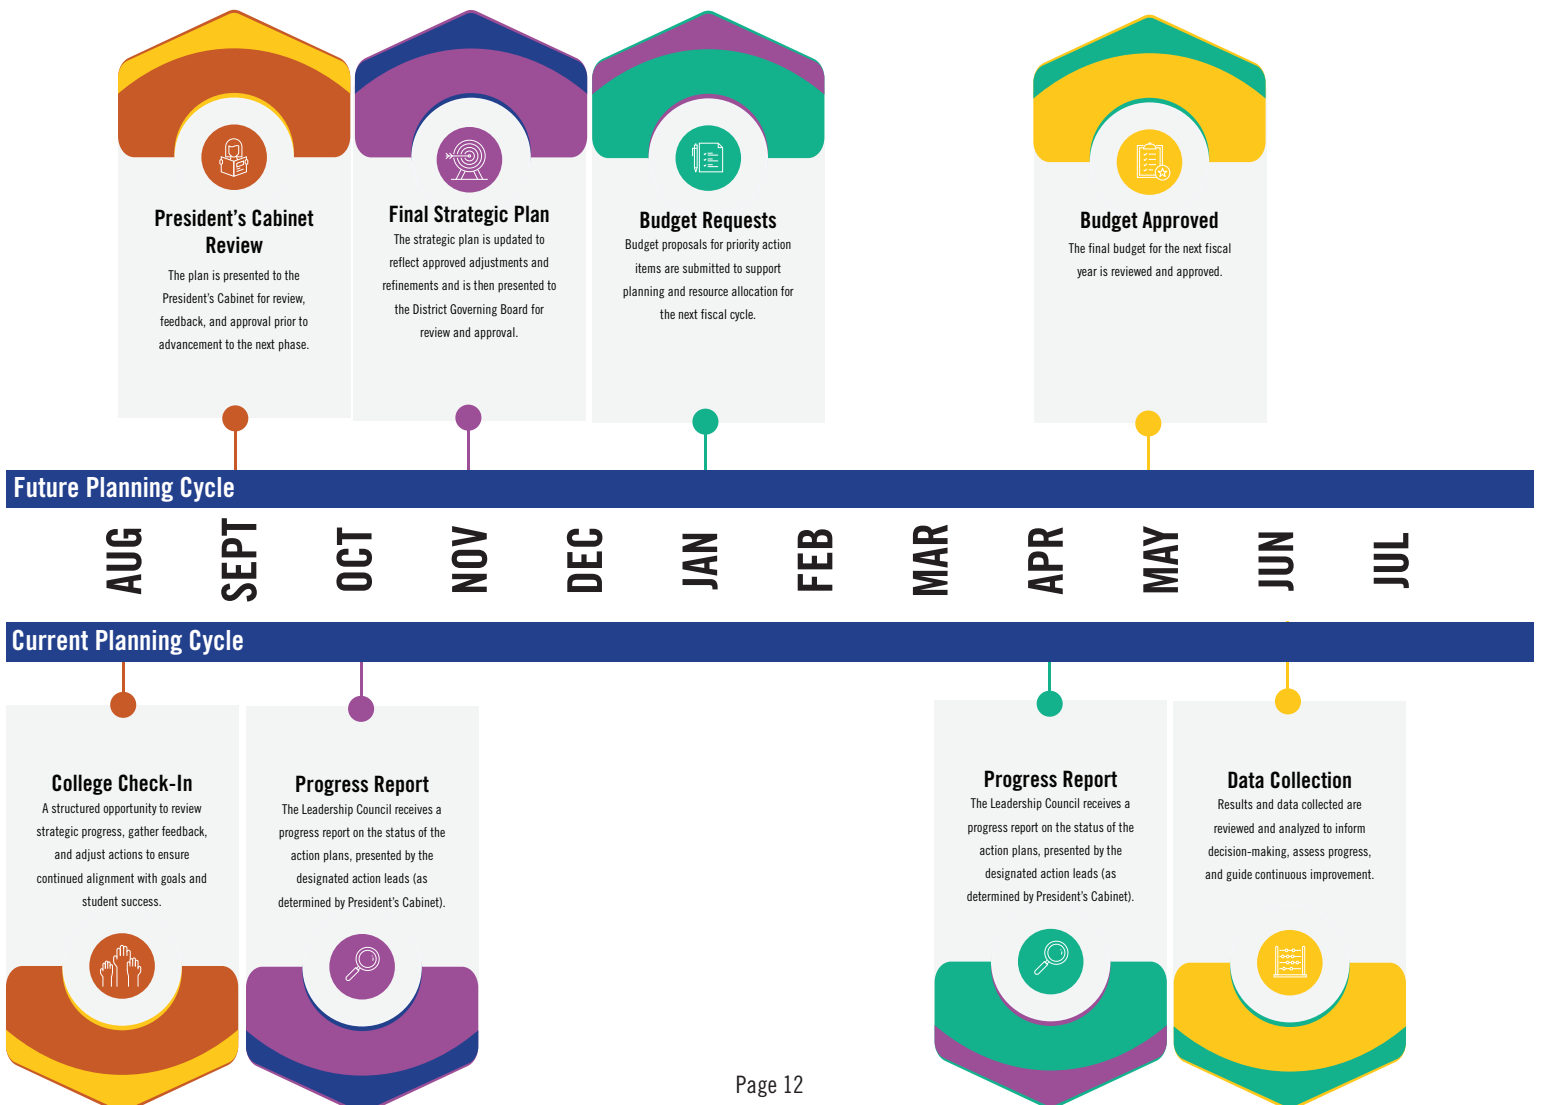 President’s Cabinet
Review
The plan is presented to the
President’s Cabinet for review,
feedback, and approval prior to
advancement to the next phase.
Final Strategic Plan
The strategic plan is updated to
reflect approved adjustments and
refinements and is then presented to
the District Governing Board for
review and approval.
Budget Requests
Budget proposals for priority action
items are submitted to support
planning and resource allocation for
the next fiscal cycle.
Budget Approved
The final budget for the next fiscal
year is reviewed and approved.
Future Planning Cycle
AUG
SEPT
OCT
NOV
DEC
JAN
FEB
MAR
APR
MAY
JUN
JUL
Current Planning Cycle
College Check-In
A structured opportunity to review
strategic progress, gather feedback,
and adjust actions to ensure
continued alignment with goals and
student success.
Progress Report
The Leadership Council receives a
progress report on the status of the
action plans, presented by the
designated action leads (as
determined by President’s Cabinet).
Progress Report
The Leadership Council receives a
progress report on the status of the
action plans, presented by the
designated action leads (as
determined by President’s Cabinet).
Data Collection
Results and data collected are
reviewed and analyzed to inform
decision-making, assess progress,
and guide continuous improvement.
Page 12